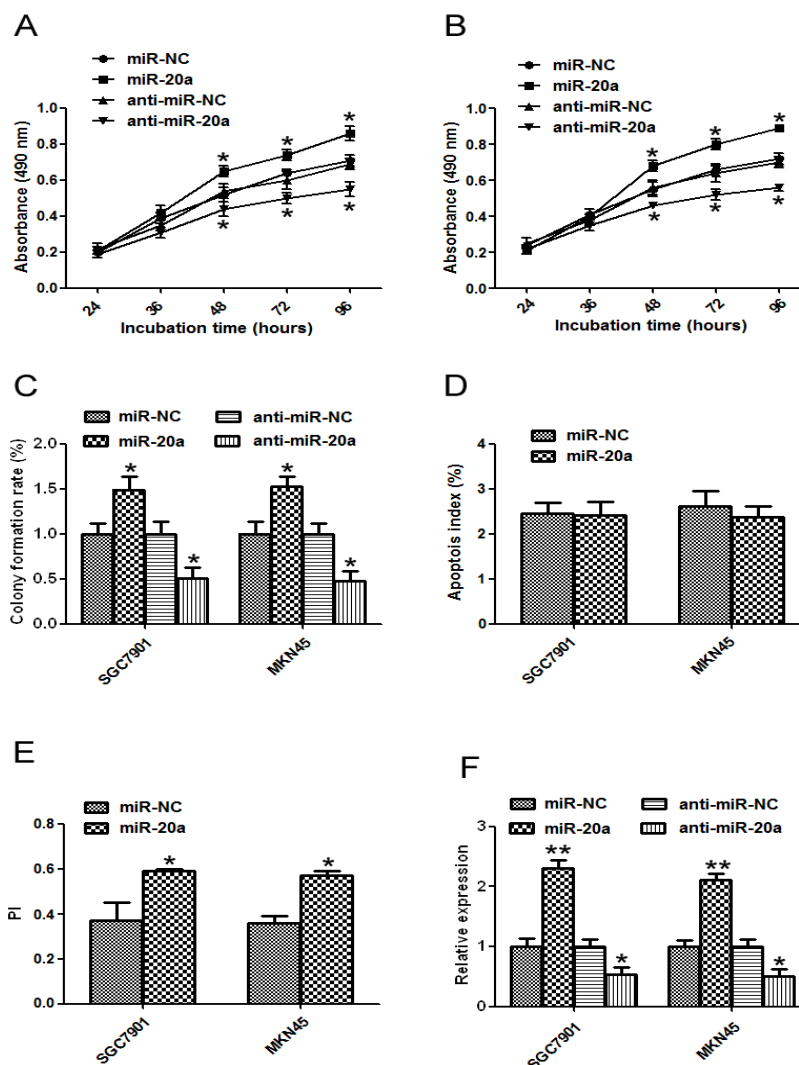 A
miR-NC
miR-20a
anti-miR-NC
anti-miR-20a
Absorbance (490 nm)
1.0
0.8
0.6
0.4
0.2
0.0
* * *
* * *
24 36 48 72 96
Incubation time (hours)
B
miR-NC
miR-20a
anti-miR-NC
anti-miR-20a
Absorbance (490 nm)
1.0
0.8
0.6
0.4
0.2
0.0
* * *
* * *
24 36 48 72 96
Incubation time (hours)
C
miR-NC anti-miR-NC
miR-20a anti-miR-20a
Colony formation rate (%)
2.0
1.5
1.0
0.5
0.0
* * * *
SGC7901 MKN45
D
miR-NC
miR-20a
Apoptois index (%)
4
3
2
1
0
SGC7901 MKN45
E
miR-NC
miR-20a
PI
0.8
0.6
0.4
0.2
0.0
* *
SGC7901 MKN45
F
miR-NC anti-miR-NC
miR-20a anti-miR-20a
Relative expression
3
2
1
0
** * ** *
SGC7901 MKN45